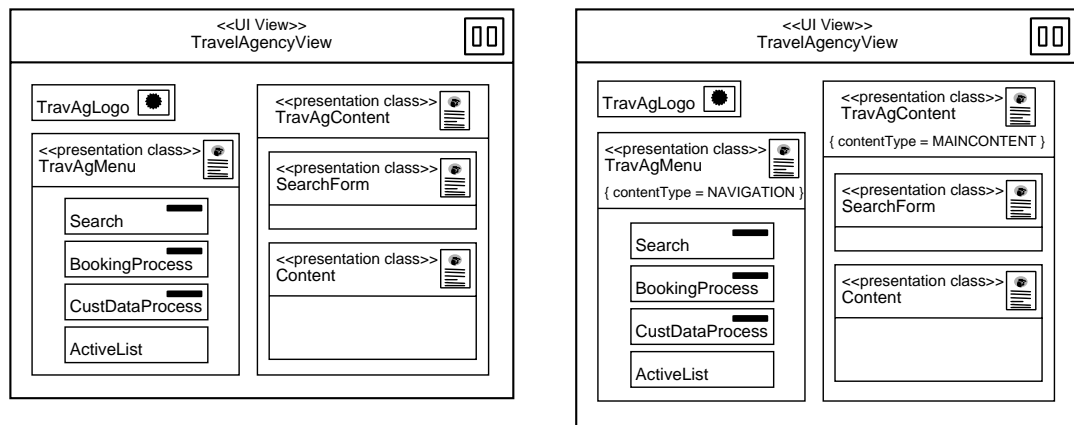 <<UI View>>
TravelAgencyView
TravAgLogo
<<presentation class>>
TravAgMenu
Search
BookingProcess
CustDataProcess
ActiveList
<<presentation class>>
TravAgContent
<<presentation class>>
SearchForm
<<presentation class>>
Content
<<UI View>>
TravelAgencyView
TravAgLogo
<<presentation class>>
TravAgMenu
{ contentType = NAVIGATION }
Search
BookingProcess
CustDataProcess
ActiveList
<<presentation class>>
TravAgContent
{ contentType = MAINCONTENT }
<<presentation class>>
SearchForm
<<presentation class>>
Content